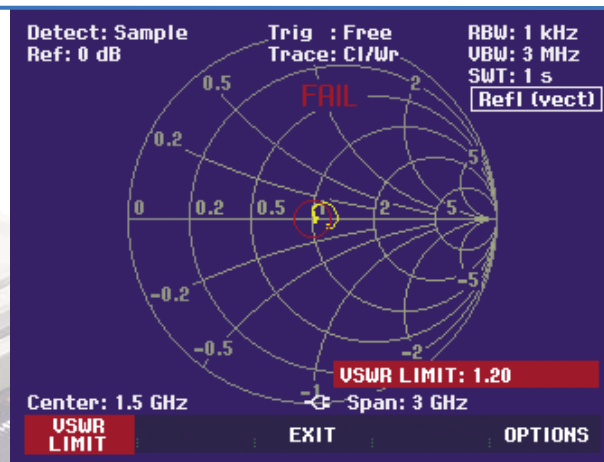 Detect: Sample
Ref: 0 dB
Trig : Free
Trace: Cl/Wr
RBW: 1 kHz
VBW: 3 MHz
SWT: 1 s
Refl (vect)
FAIL
0.5
2
0.2
5
0
0.2
0.5
1
2
5
-0.2
-5
-0.5
-2
-1
VSWR LIMIT: 1.20
Center: 1.5 GHz
Span: 3 GHz
VSWR
LIMIT
EXIT
OPTIONS